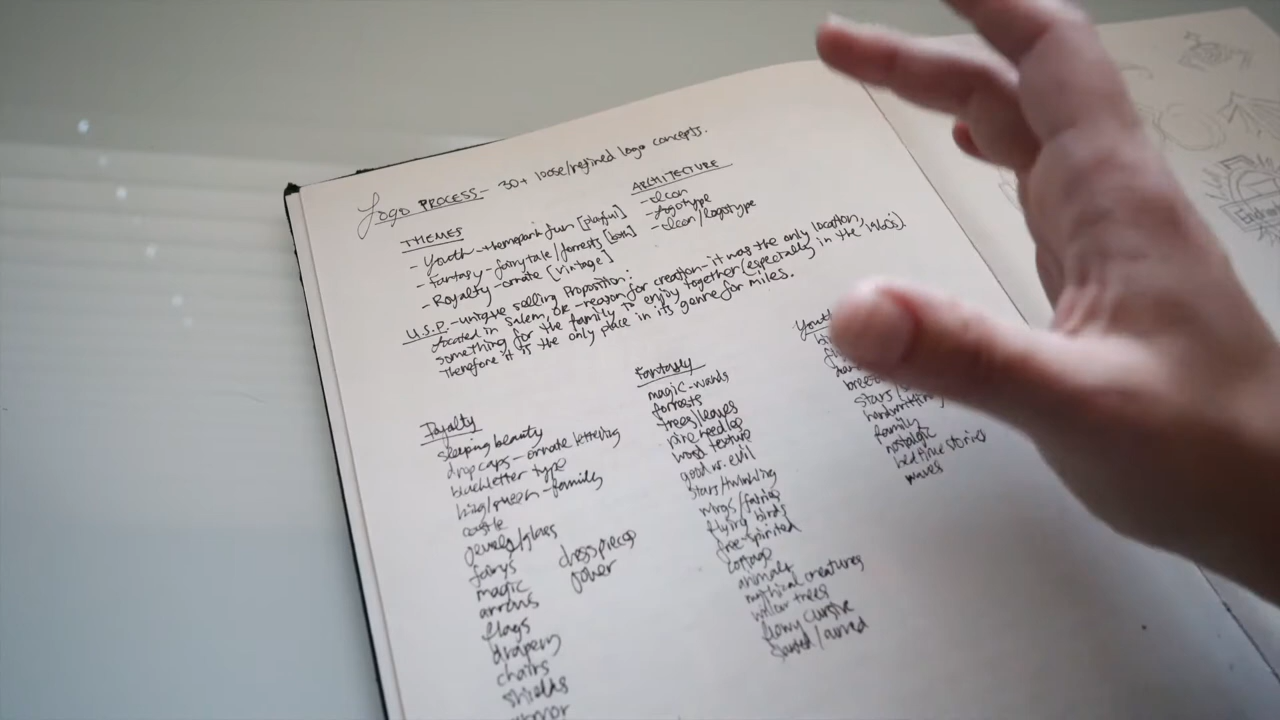 Logo PROCESS- 30+ loose/refined logo concepts.
THEMES
- Youth - themepark fun [playful]
- Fantasy - fairytale/forrests [both]
- Royalty - ornate [vintage]
ARCHITECTURE
- Icon
- logotype
- Icon/logotype
U.S.P. - unique selling Proposition:
located in Salem, OR - reason for creation - it was the only location,
something for the family to enjoy together (especially in the 1960s)
Therefore it is the only place in its genre for miles.
Royalty
sleeping beauty
drop caps - ornate lettering
blackletter type
king/queen - family
castle
jewels/glass
fairys
magic
arrows
flags
drapery
chairs
shields
chess pieces
power
Fantasy
magic-wands
forrests
trees/leaves
pine needles
wood texture
good vs. evil
stars/twinkling
wings/fairies
flying birds
free-spirited
cottage
animals
mythical creatures
willow trees
flowy cursive
Youth
stars/
handwritting
family
nostalgic
bedtime stories
waves